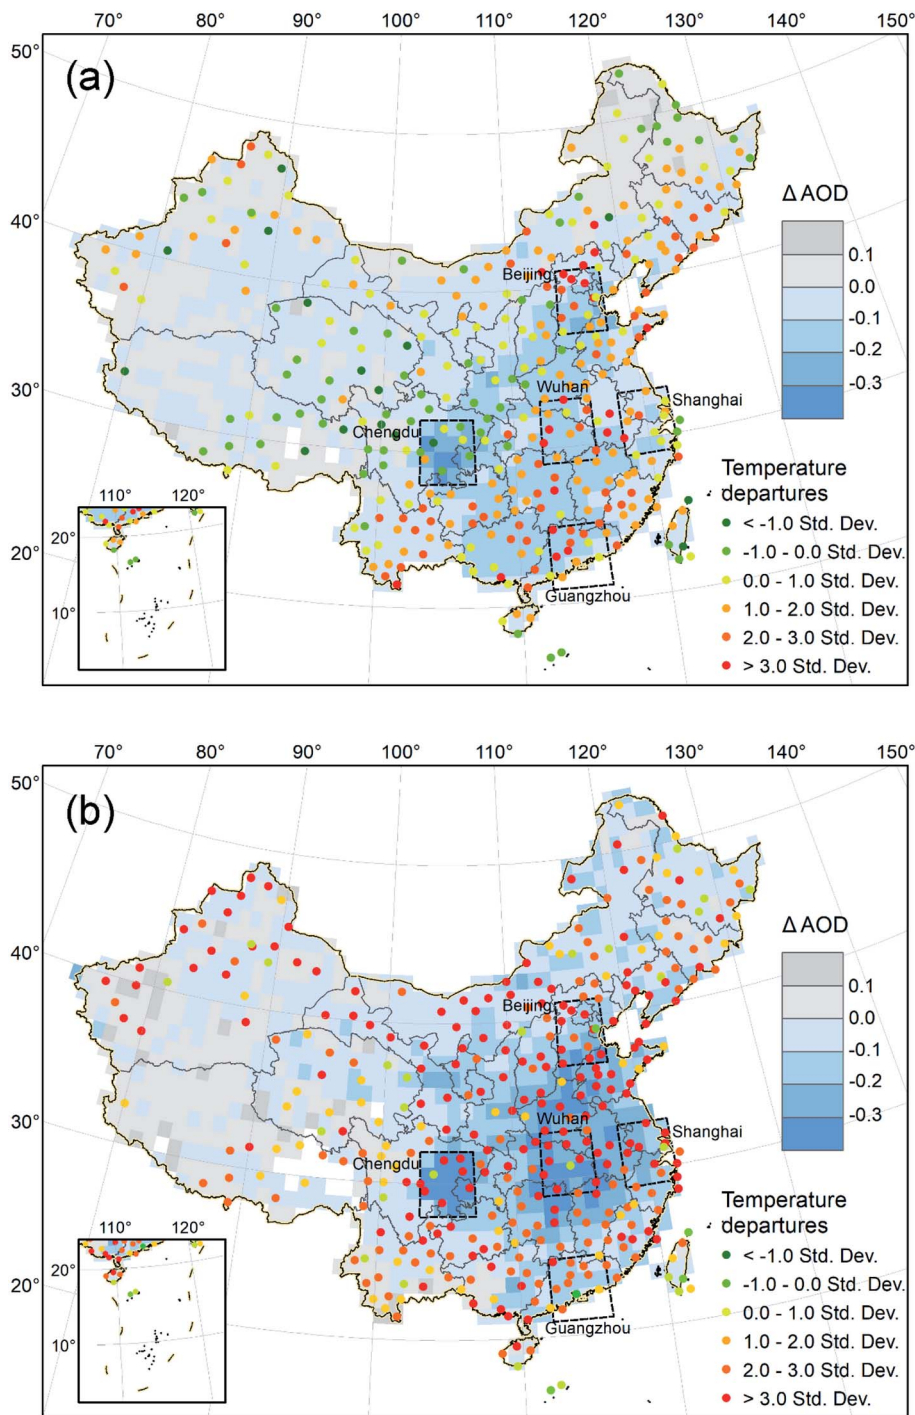 70° 80° 90° 100° 110° 120° 130° 150°
50°
(a)
Δ AOD
40°
0.1
0.0
Beijing
-0.1
-0.2
30°
-0.3
Wuhan
Shanghai
Chengdu
Temperature
departures
110° 120°
< -1.0 Std. Dev.
20°
-1.0 - 0.0 Std. Dev.
20°
0.0 - 1.0 Std. Dev.
Guangzhou
1.0 - 2.0 Std. Dev.
10°
2.0 - 3.0 Std. Dev.
> 3.0 Std. Dev.
70° 80° 90° 100° 110° 120° 130° 150°
50°
(b)
Δ AOD
40°
0.1
0.0
Beijing
-0.1
-0.2
30°
-0.3
Wuhan
Shanghai
Chengdu
Temperature
departures
110° 120°
< -1.0 Std. Dev.
20°
-1.0 - 0.0 Std. Dev.
20°
0.0 - 1.0 Std. Dev.
Guangzhou
1.0 - 2.0 Std. Dev.
10°
2.0 - 3.0 Std. Dev.
> 3.0 Std. Dev.